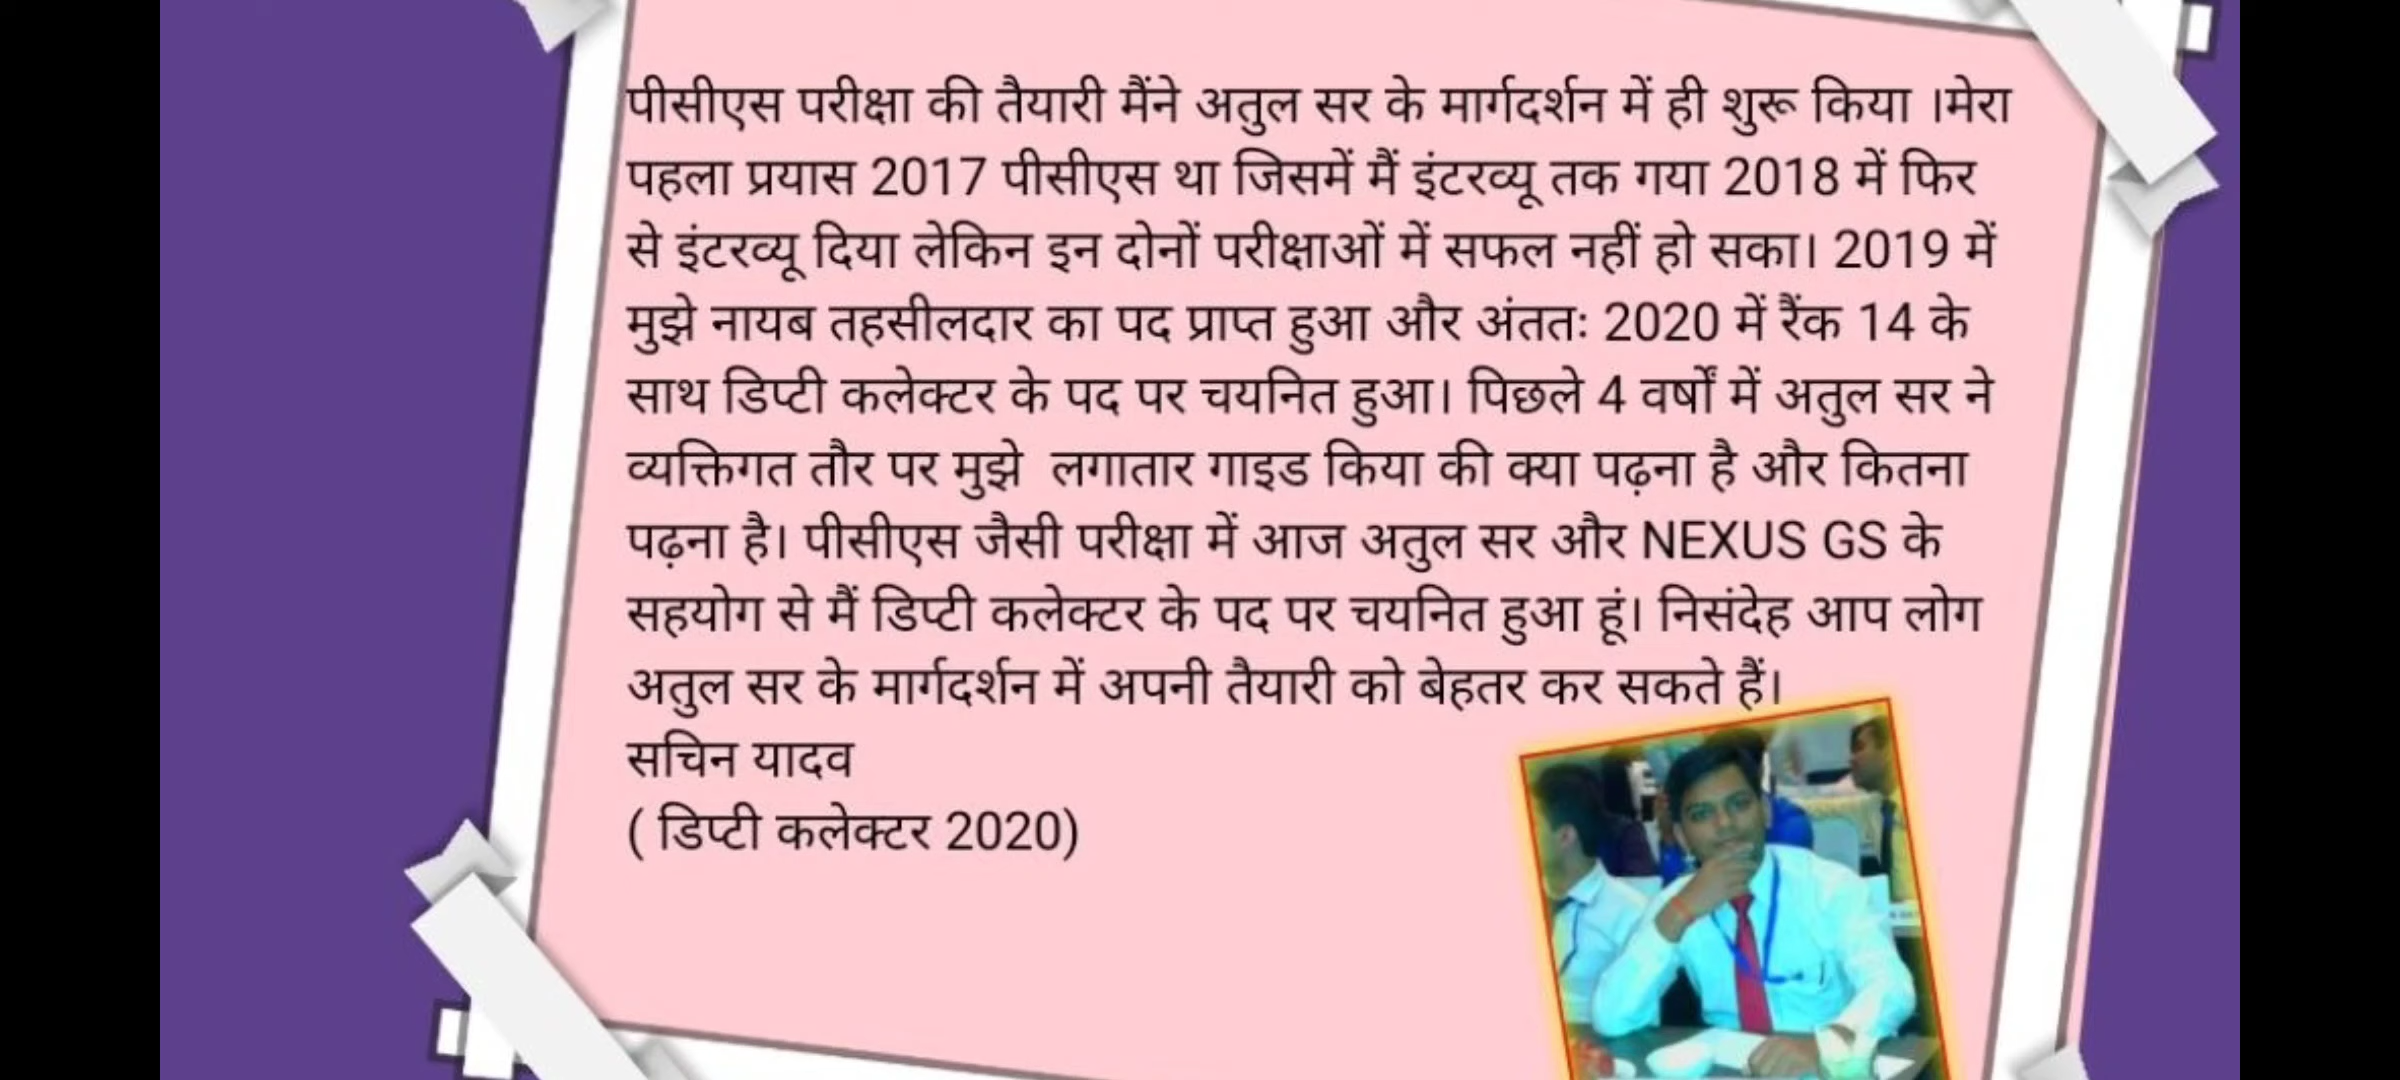 पीसीएस परीक्षा की तैयारी मैंने अतुल सर के मार्गदर्शन में ही शुरू किया ।मेरा
पहला प्रयास 2017 पीसीएस था जिसमें मैं इंटरव्यू तक गया 2018 में फिर
से इंटरव्यू दिया लेकिन इन दोनों परीक्षाओं में सफल नहीं हो सका। 2019 में
मुझे नायब तहसीलदार का पद प्राप्त हुआ और अंततः 2020 में रैंक 14 के
साथ डिप्टी कलेक्टर के पद पर चयनित हुआ। पिछले 4 वर्षों में अतुल सर ने
व्यक्तिगत तौर पर मुझे लगातार गाइड किया की क्या पढ़ना है और कितना
पढ़ना है। पीसीएस जैसी परीक्षा में आज अतुल सर और NEXUS GS के
सहयोग से मैं डिप्टी कलेक्टर के पद पर चयनित हुआ हूं। निसंदेह आप लोग
अतुल सर के मार्गदर्शन में अपनी तैयारी को बेहतर कर सकते हैं।
सचिन यादव
( डिप्टी कलेक्टर 2020)